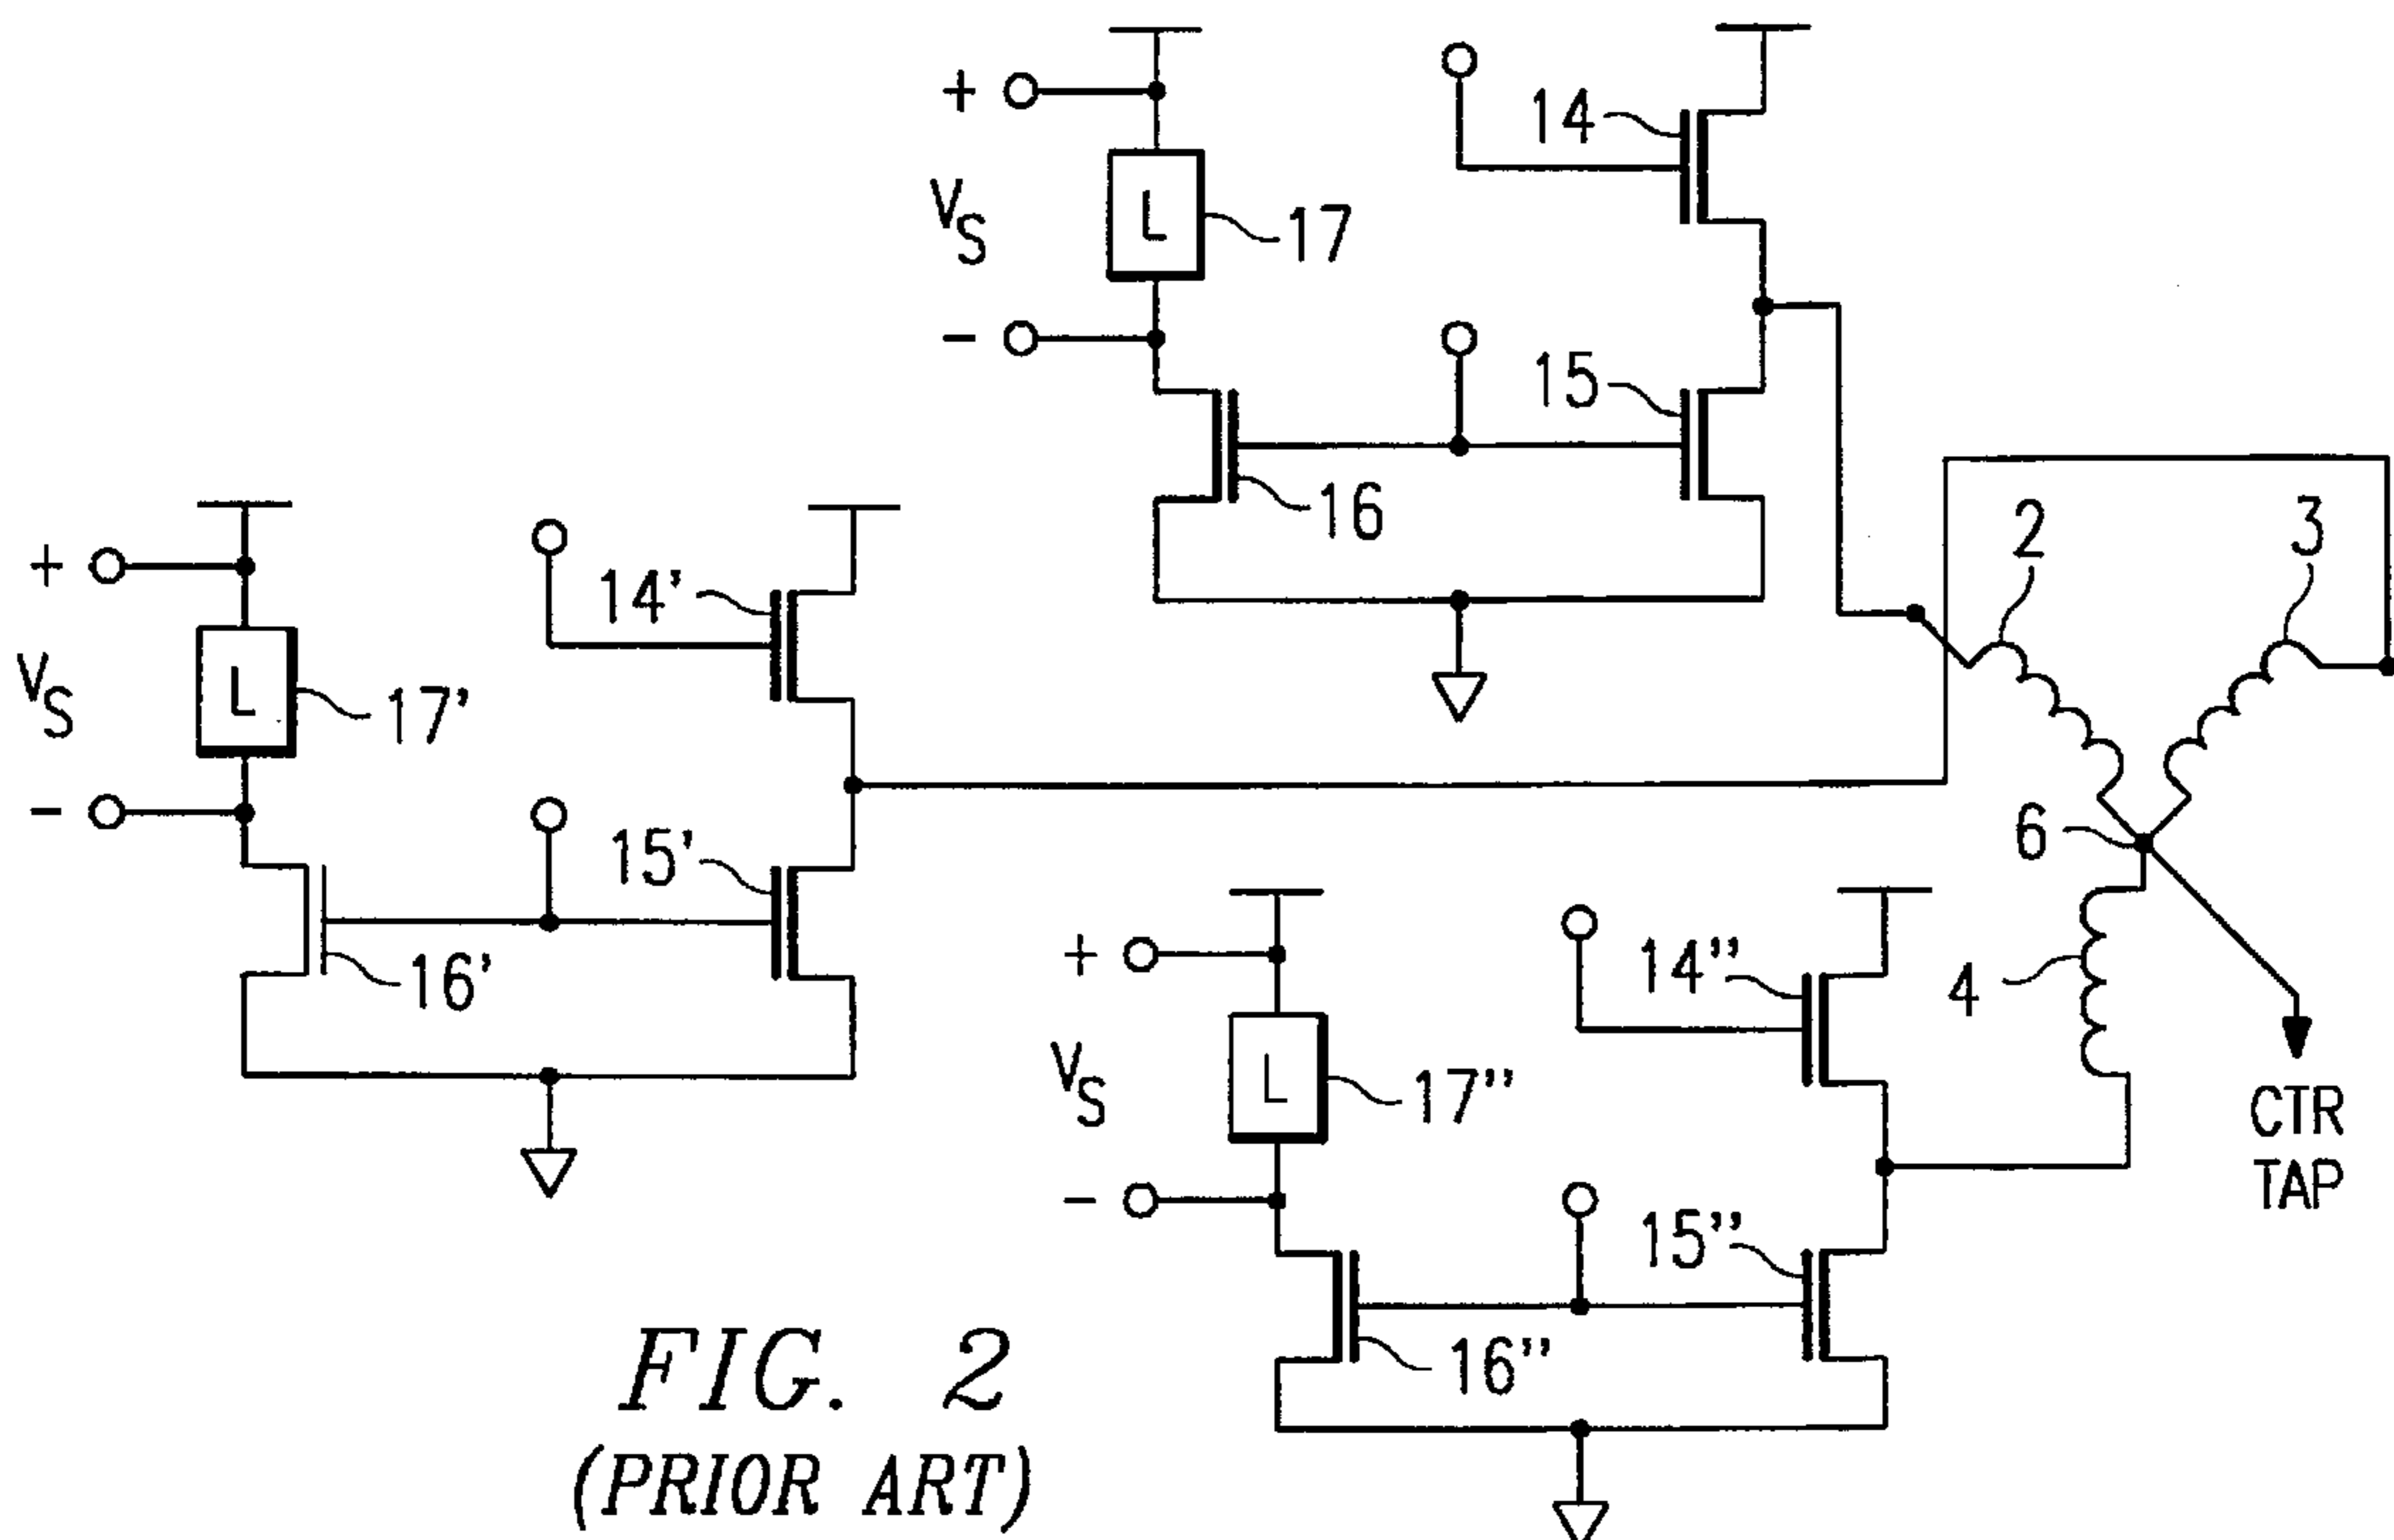 +
VS
-
L
17
14
15
16
+
VS
-
L
17'
14'
15'
16'
2
3
6
4
CTR
TAP
+
VS
-
L
17"
14"
15"
16"
FIG. 2
(PRIOR ART)